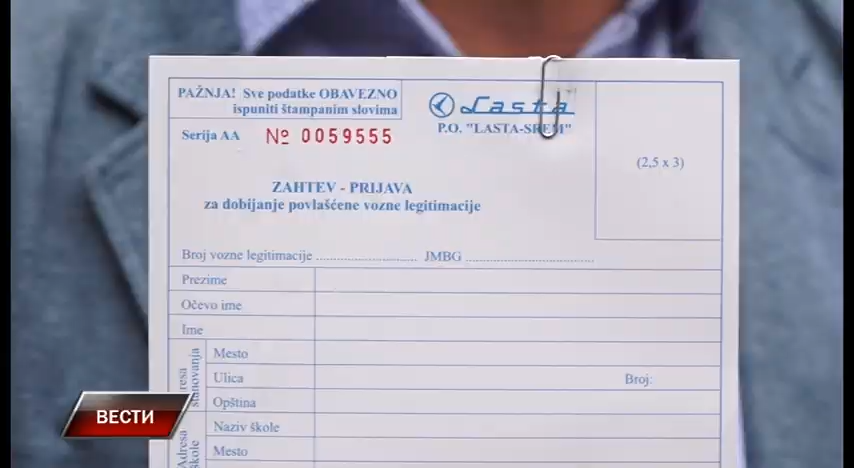 PAŽNJA! Sve podatke OBAVEZNO
ispuniti štampanim slovima
Lasta
P.O. "LASTA-SREM"
Serija AA № 0059555
(2,5 x 3)
ZAHTEV - PRIJAVA
za dobijanje povlašćene vozne legitimacije
Broj vozne legitimacije .............................. JMBG ......................................
Prezime
Očevo ime
Ime
Mesto
Ulica
Broj:
Opština
Naziv škole
Mesto
stanovanja
Adresa
škole
ВЕСТИ